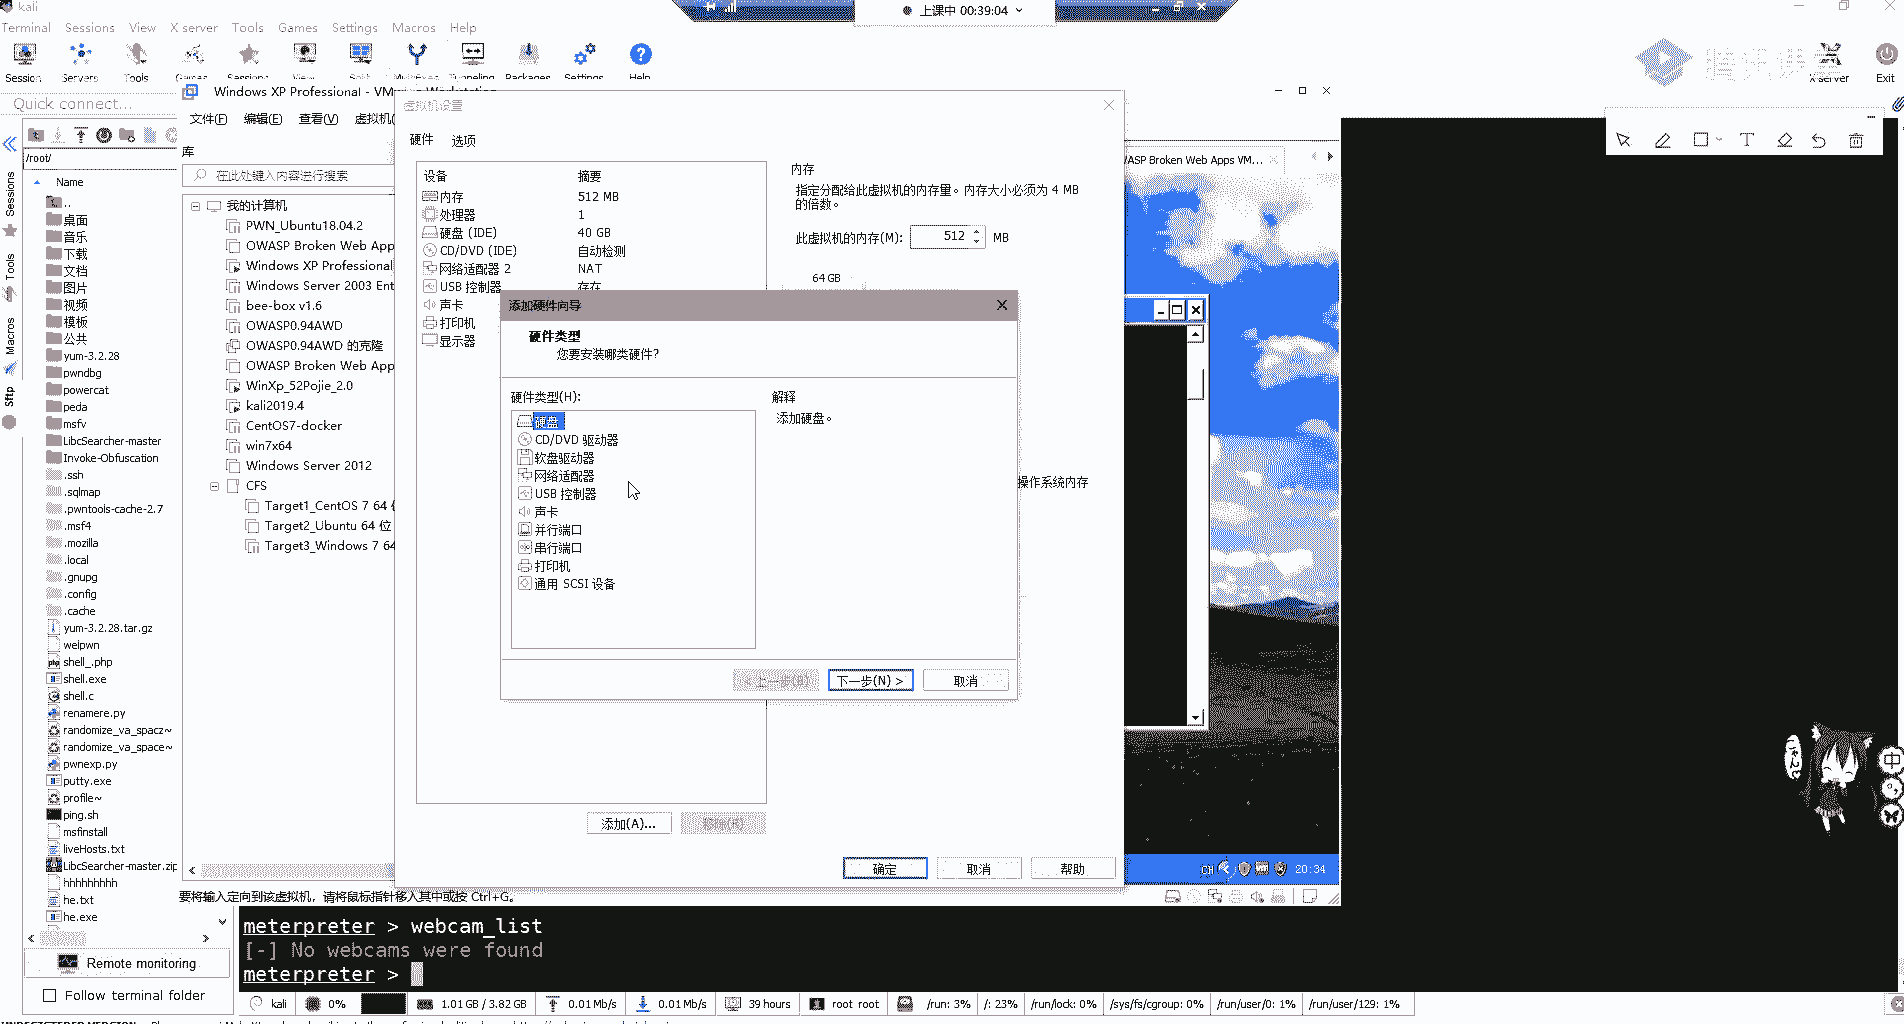 kali
上课中 00:39:04
Terminal Sessions View X server Tools Games Settings Macros Help
Session Servers Tools Games Sessions View Split MultiExec Tunneling Packages Settings Help
X server Exit
Quick connect...
Windows XP Professional - VMware Workstation
文件(F) 编辑(E) 查看(V) 虚拟机(
库
在此处键入内容进行搜索
我的计算机
PWN_Ubuntu18.04.2
OWASP Broken Web App
Windows XP Professional
Windows Server 2003 Ent
bee-box v1.6
OWASP0.94AWD
OWASP0.94AWD 的克隆
OWASP Broken Web App
WinXp_52Pojie_2.0
kali2019.4
CentOS7-docker
win7x64
Windows Server 2012
CFS
Target1_CentOS 7 64 位
Target2_Ubuntu 64 位
Target3_Windows 7 64
/root/
Name
..
桌面
音乐
下载
文档
图片
视频
模板
公共
yum-3.2.28
pwndbg
powercat
peda
msfv
LibcSearcher-master
Invoke-Obfuscation
.ssh
.sqlmap
.pwntools-cache-2.7
.msf4
.mozilla
.local
.gnupg
.config
.cache
yum-3.2.28.tar.gz
weipwn
shell_.php
shell.exe
shell.c
renamere.py
randomize_va_spacz~
randomize_va_space~
pwnexp.py
putty.exe
profile~
ping.sh
msfinstall
liveHosts.txt
LibcSearcher-master.zip
hhhhhhhhh
he.txt
he.exe
Sessions
Tools
Macros
Sftp
Remote monitoring
Follow terminal folder
虚拟机设置
硬件 选项
设备 摘要
内存 512 MB
处理器 1
硬盘 (IDE) 40 GB
CD/DVD (IDE) 自动检测
网络适配器 2 NAT
USB 控制器 存在
声卡
打印机
显示器
内存
指定分配给此虚拟机的内存量。内存大小必须为 4 MB
的倍数。
此虚拟机的内存(M): 512 MB
64 GB
操作系统内存
添加硬件向导
硬件类型
您要安装哪类硬件?
硬件类型(H):
硬盘
CD/DVD 驱动器
软盘驱动器
网络适配器
USB 控制器
声卡
并行端口
串行端口
打印机
通用 SCSI 设备
解释
添加硬盘。
< 上一步(B) 下一步(N) > 取消
添加(A)... 移除(R)
确定 取消 帮助
ASP Broken Web Apps VM...
CH 20:34
中
要将输入定向到该虚拟机，请将鼠标指针移入其中或按 Ctrl+G。
meterpreter > webcam_list
[-] No webcams were found
meterpreter >
kali 0% 1.01 GB / 3.82 GB 0.01 Mb/s 0.01 Mb/s 39 hours root root /run: 3% /: 23% /run/lock: 0% /sys/fs/cgroup: 0% /run/user/0: 1% /run/user/129: 1%